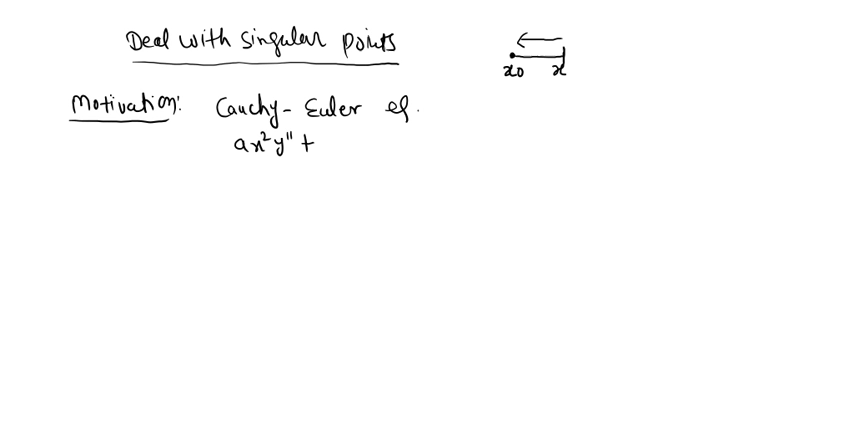 Deal with singular points
x₀ x
Motivation: Cauchy-Euler eq.
ax²y" +